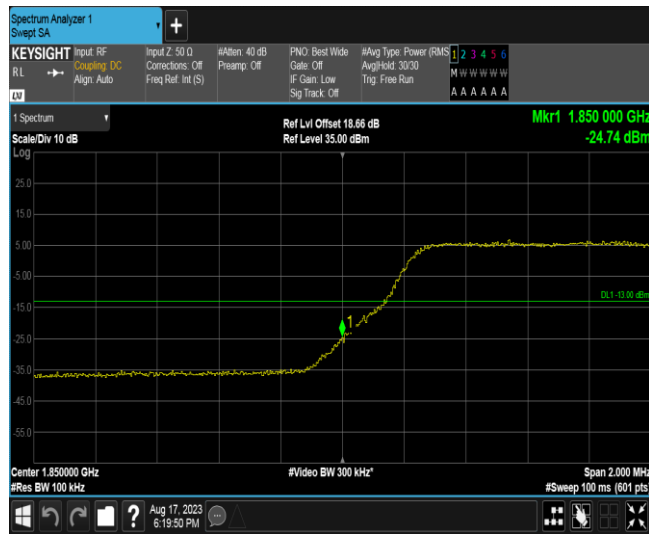 Spectrum Analyzer 1
Swept SA
+
KEYSIGHT
RL
LXI
Input: RF
Coupling: DC
Align: Auto
Input Z: 50 Ω
Corrections: Off
Freq Ref: Int (S)
#Atten: 40 dB
Preamp: Off
PNO: Best Wide
Gate: Off
IF Gain: Low
Sig Track: Off
#Avg Type: Power (RMS
Avg|Hold: 30/30
Trig: Free Run
1 2 3 4 5 6
M W W W W W
A A A A A A
1 Spectrum
Scale/Div 10 dB
Log
Ref Lvl Offset 18.66 dB
Ref Level 35.00 dBm
Mkr1 1.850 000 GHz
-24.74 dBm
25.0
15.0
5.00
-5.00
-15.0
-25.0
-35.0
-45.0
-55.0
DL1 -13.00 dBm
1
Center 1.850000 GHz
#Res BW 100 kHz
#Video BW 300 kHz*
Span 2.000 MHz
#Sweep 100 ms (601 pts
?
Aug 17, 2023
6:19:50 PM